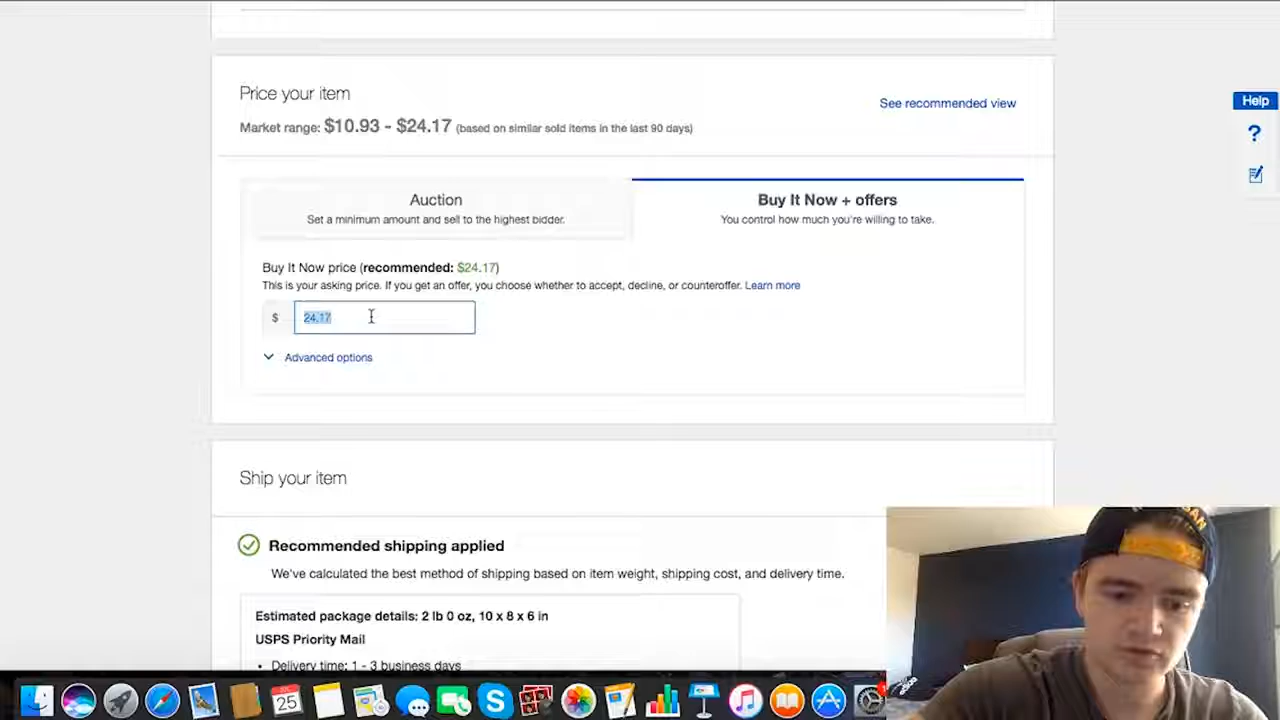 Price your item
See recommended view
Market range: $10.93 - $24.17 (based on similar sold items in the last 90 days)
Help
?
Auction
Set a minimum amount and sell to the highest bidder.
Buy It Now + offers
You control how much you're willing to take.
Buy It Now price (recommended: $24.17)
This is your asking price. If you get an offer, you choose whether to accept, decline, or counteroffer. Learn more
$ 24.17
Advanced options
Ship your item
Recommended shipping applied
We've calculated the best method of shipping based on item weight, shipping cost, and delivery time.
Estimated package details: 2 lb 0 oz, 10 x 8 x 6 in
USPS Priority Mail
• Delivery time: 1 - 3 business days
25